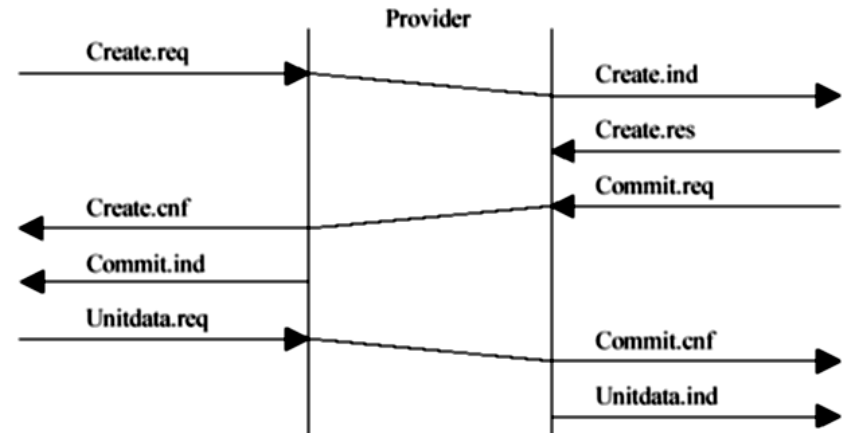 Provider
Create.req
Create.ind
Create.res
Commit.req
Create.cnf
Commit.ind
Unitdata.req
Commit.cnf
Unitdata.ind